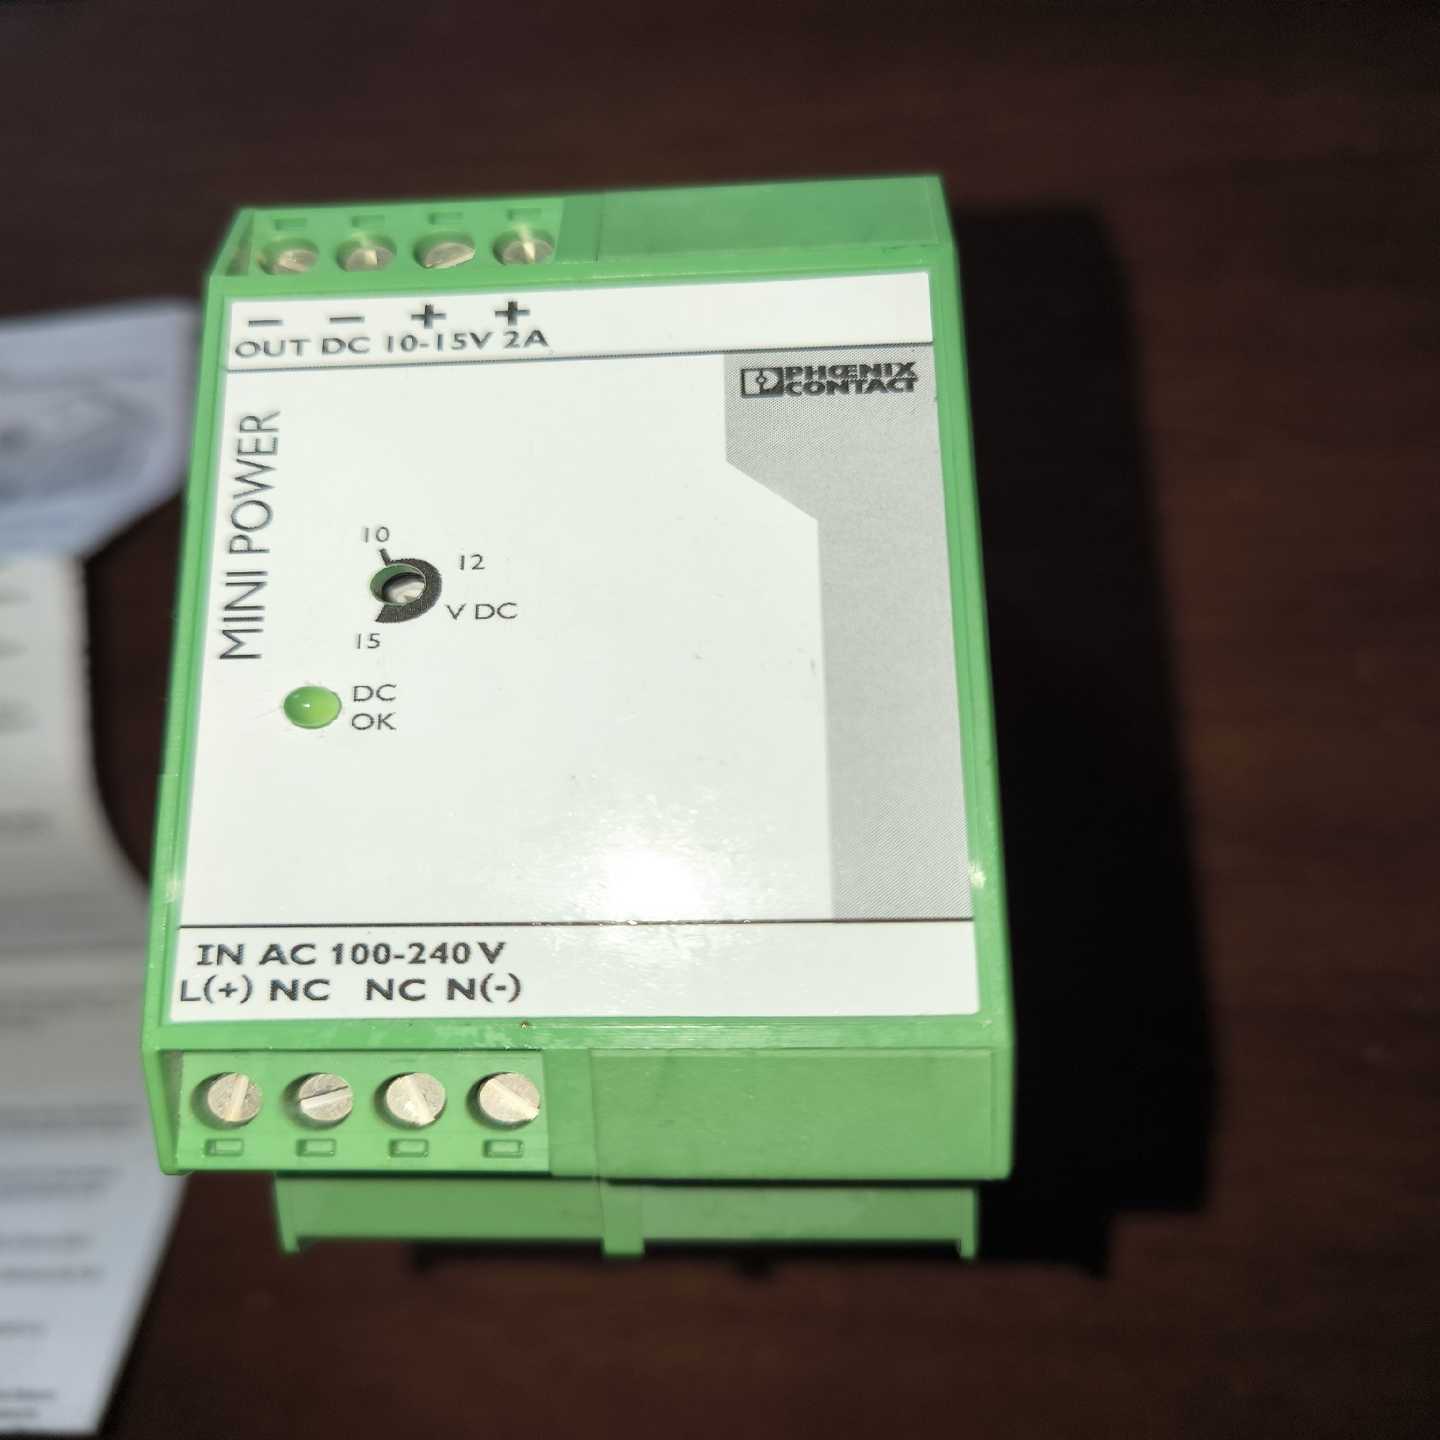 − − + +
OUT DC 10-15V 2A
PHŒNIX
CONTACT
MINI POWER
10
12
V DC
15
DC
OK
IN AC 100-240 V
L(+) NC NC N(-)